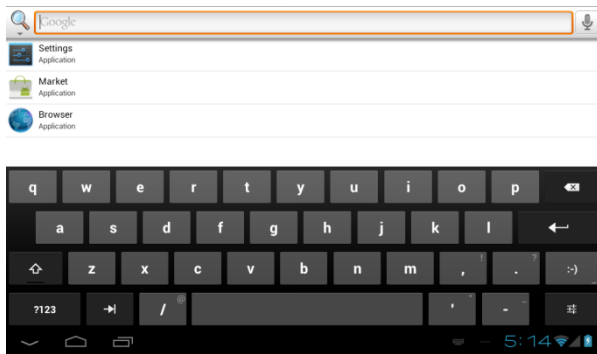 Google
Settings
Application
Market
Application
Browser
Application
q w e r t y u i o p
a s d f g h j k l
! ?
z x c v b n m , . :-)
@ " _
?123 / ' -
5:14